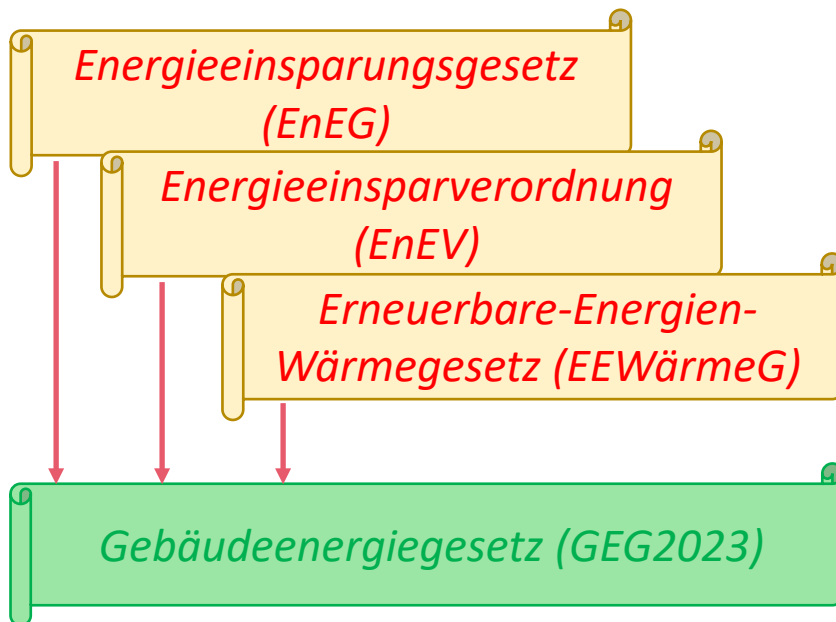 Energieeinsparungsgesetz
(EnEG)
Energieeinsparverordnung
(EnEV)
Erneuerbare-Energien-
Wärmegesetz (EEWärmeG)
Gebäudeenergiegesetz (GEG2023)